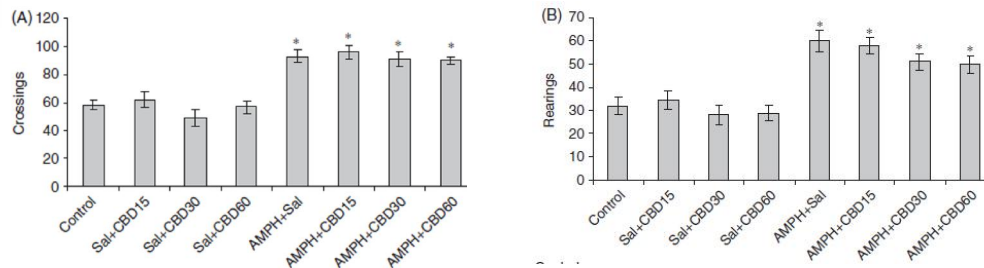 (A)
120
100
80
60
40
20
0
Crossings
* * * *
Control
Sal+CBD15
Sal+CBD30
Sal+CBD60
AMPH+Sal
AMPH+CBD15
AMPH+CBD30
AMPH+CBD60
(B)
70
60
50
40
30
20
10
0
Rearings
* * * *
Control
Sal+CBD15
Sal+CBD30
Sal+CBD60
AMPH+Sal
AMPH+CBD15
AMPH+CBD30
AMPH+CBD60